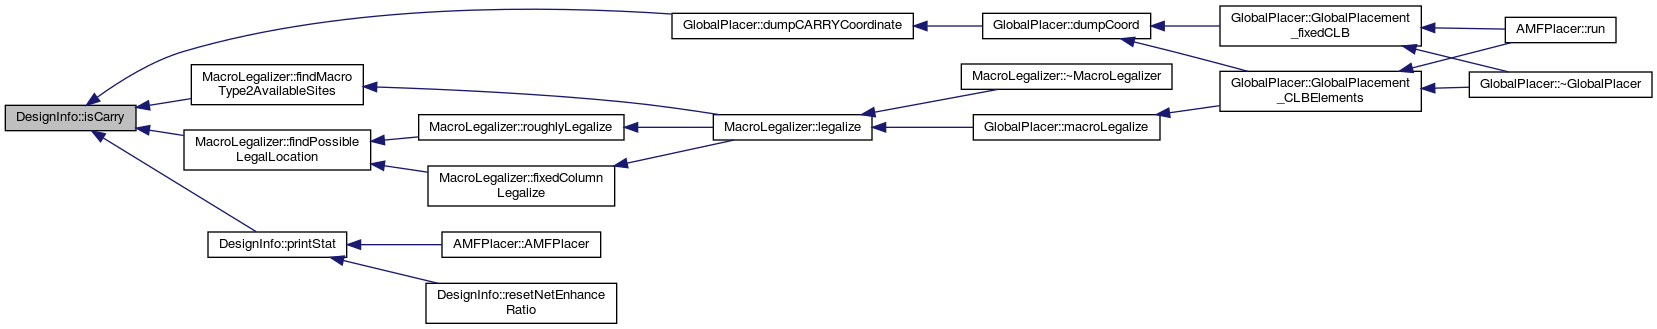 DesignInfo::isCarry
GlobalPlacer::dumpCARRYCoordinate
MacroLegalizer::findMacro
Type2AvailableSites
MacroLegalizer::findPossible
LegalLocation
DesignInfo::printStat
GlobalPlacer::dumpCoord
MacroLegalizer::roughlyLegalize
MacroLegalizer::fixedColumn
Legalize
AMFPlacer::AMFPlacer
DesignInfo::resetNetEnhance
Ratio
MacroLegalizer::legalize
MacroLegalizer::~MacroLegalizer
GlobalPlacer::macroLegalize
GlobalPlacer::GlobalPlacement
_fixedCLB
GlobalPlacer::GlobalPlacement
_CLBElements
AMFPlacer::run
GlobalPlacer::~GlobalPlacer